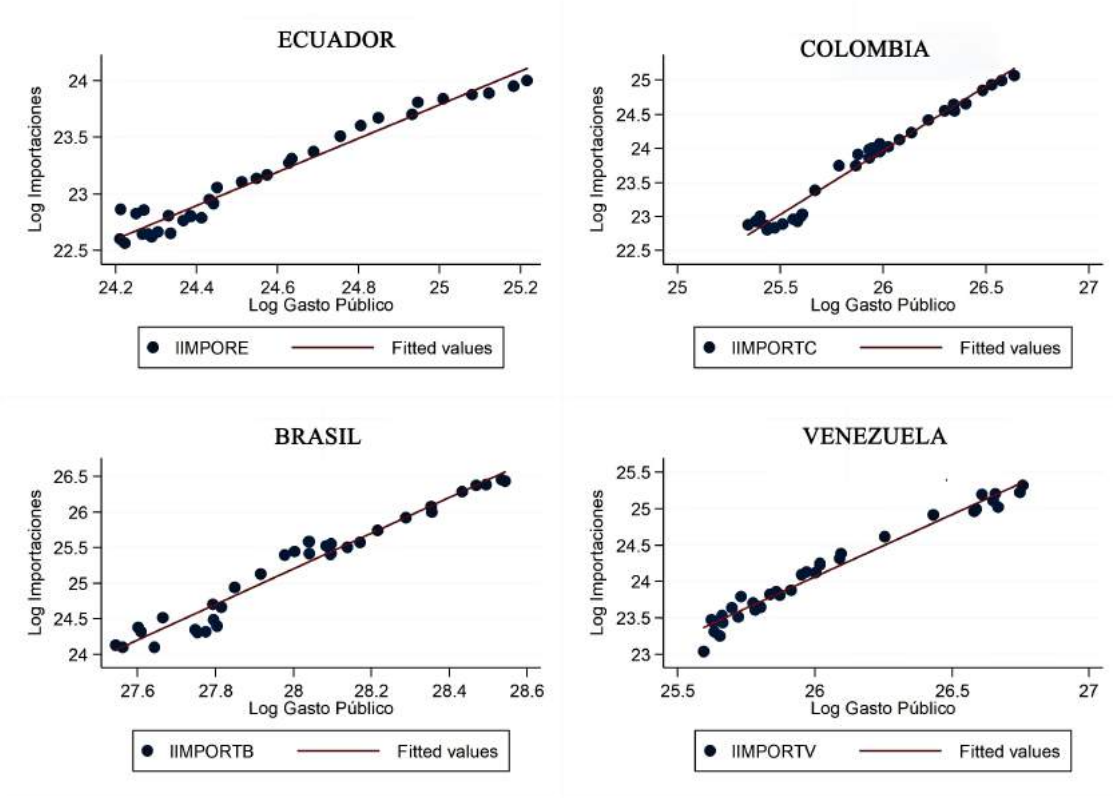 ECUADOR
Log Importaciones
24
23.5
23
22.5
24.2 24.4 24.6 24.8 25 25.2
Log Gasto Público
IIMPORE Fitted values
COLOMBIA
Log Importaciones
25
24.5
24
23.5
23
22.5
25 25.5 26 26.5 27
Log Gasto Público
IIMPORTC Fitted values
BRASIL
Log Importaciones
26.5
26
25.5
25
24.5
24
27.6 27.8 28 28.2 28.4 28.6
Log Gasto Público
IIMPORTB Fitted values
VENEZUELA
Log Importaciones
25.5
25
24.5
24
23.5
23
25.5 26 26.5 27
Log Gasto Público
IIMPORTV Fitted values